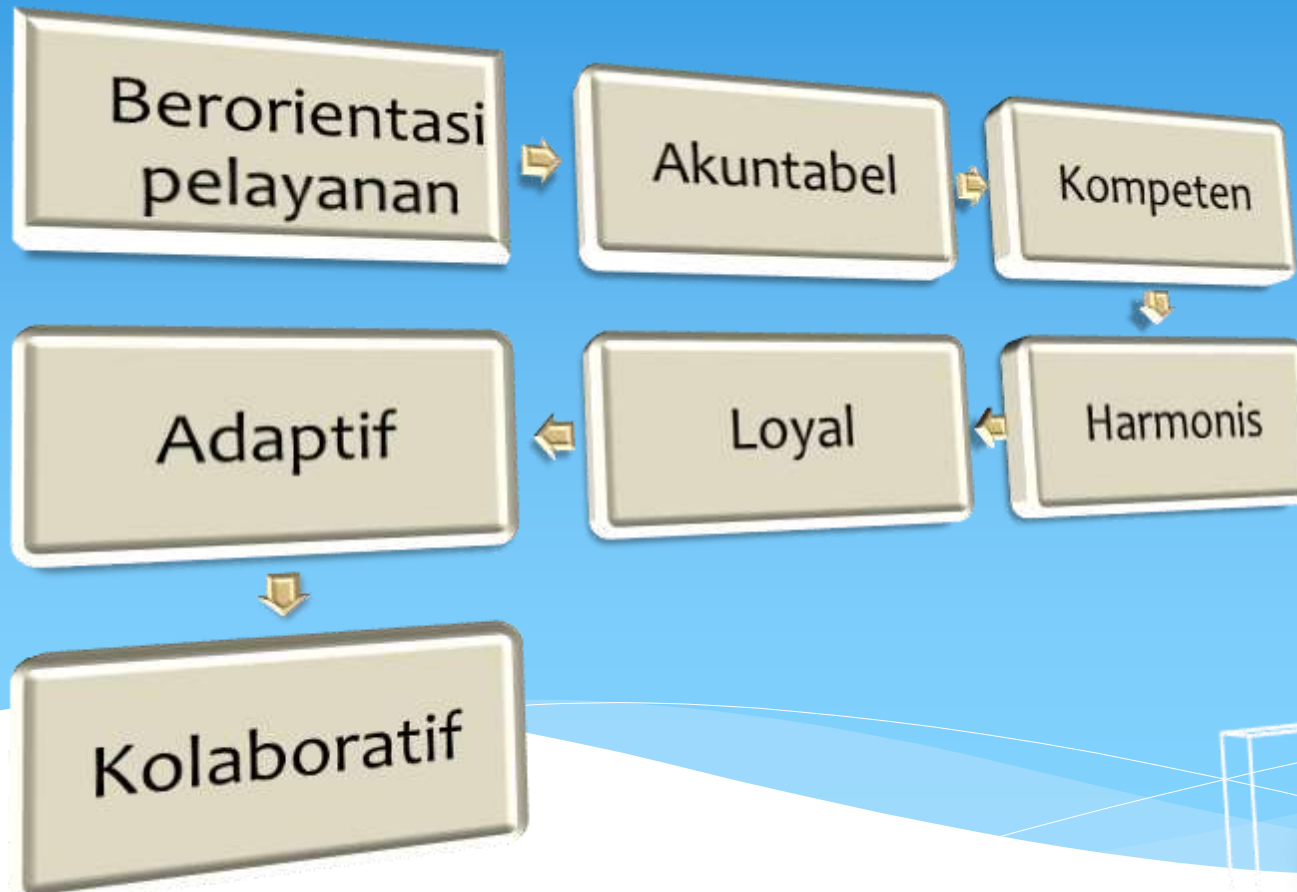 Berorientasi
pelayanan
Akuntabel
Kompeten
Harmonis
Loyal
Adaptif
Kolaboratif